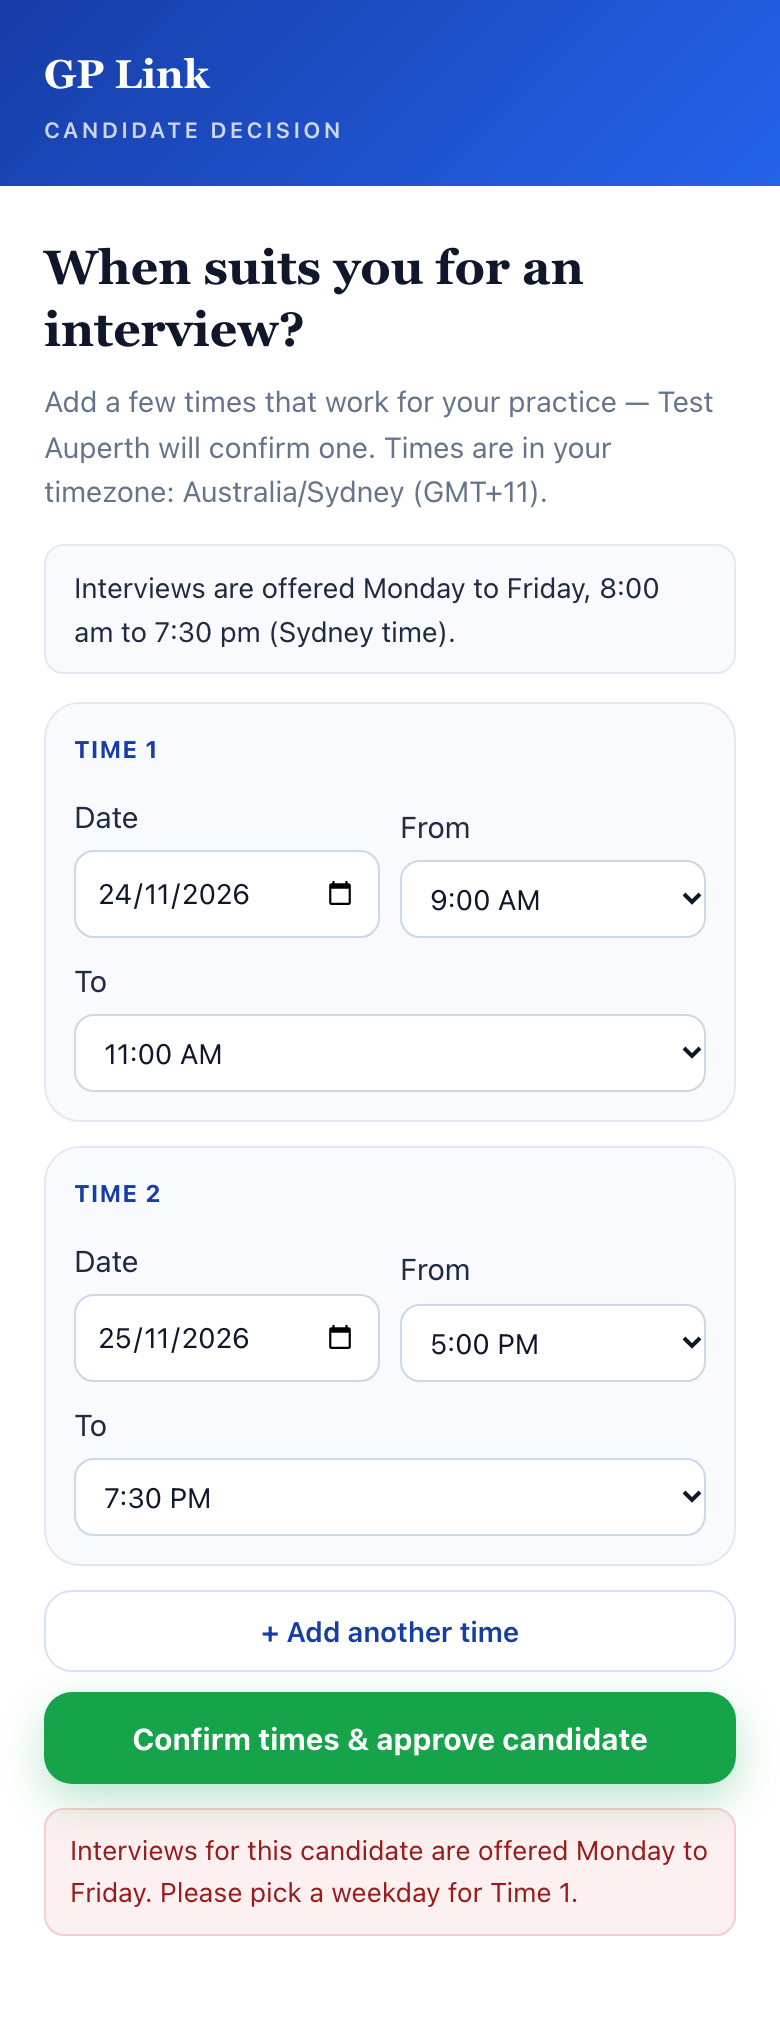 GP Link
CANDIDATE DECISION
When suits you for an
interview?
Add a few times that work for your practice — Test
Auperth will confirm one. Times are in your
timezone: Australia/Sydney (GMT+11).
Interviews are offered Monday to Friday, 8:00
am to 7:30 pm (Sydney time).
TIME 1
Date
From
24/11/2026
9:00 AM
To
11:00 AM
TIME 2
Date
From
25/11/2026
5:00 PM
To
7:30 PM
+ Add another time
Confirm times & approve candidate
Interviews for this candidate are offered Monday to
Friday. Please pick a weekday for Time 1.